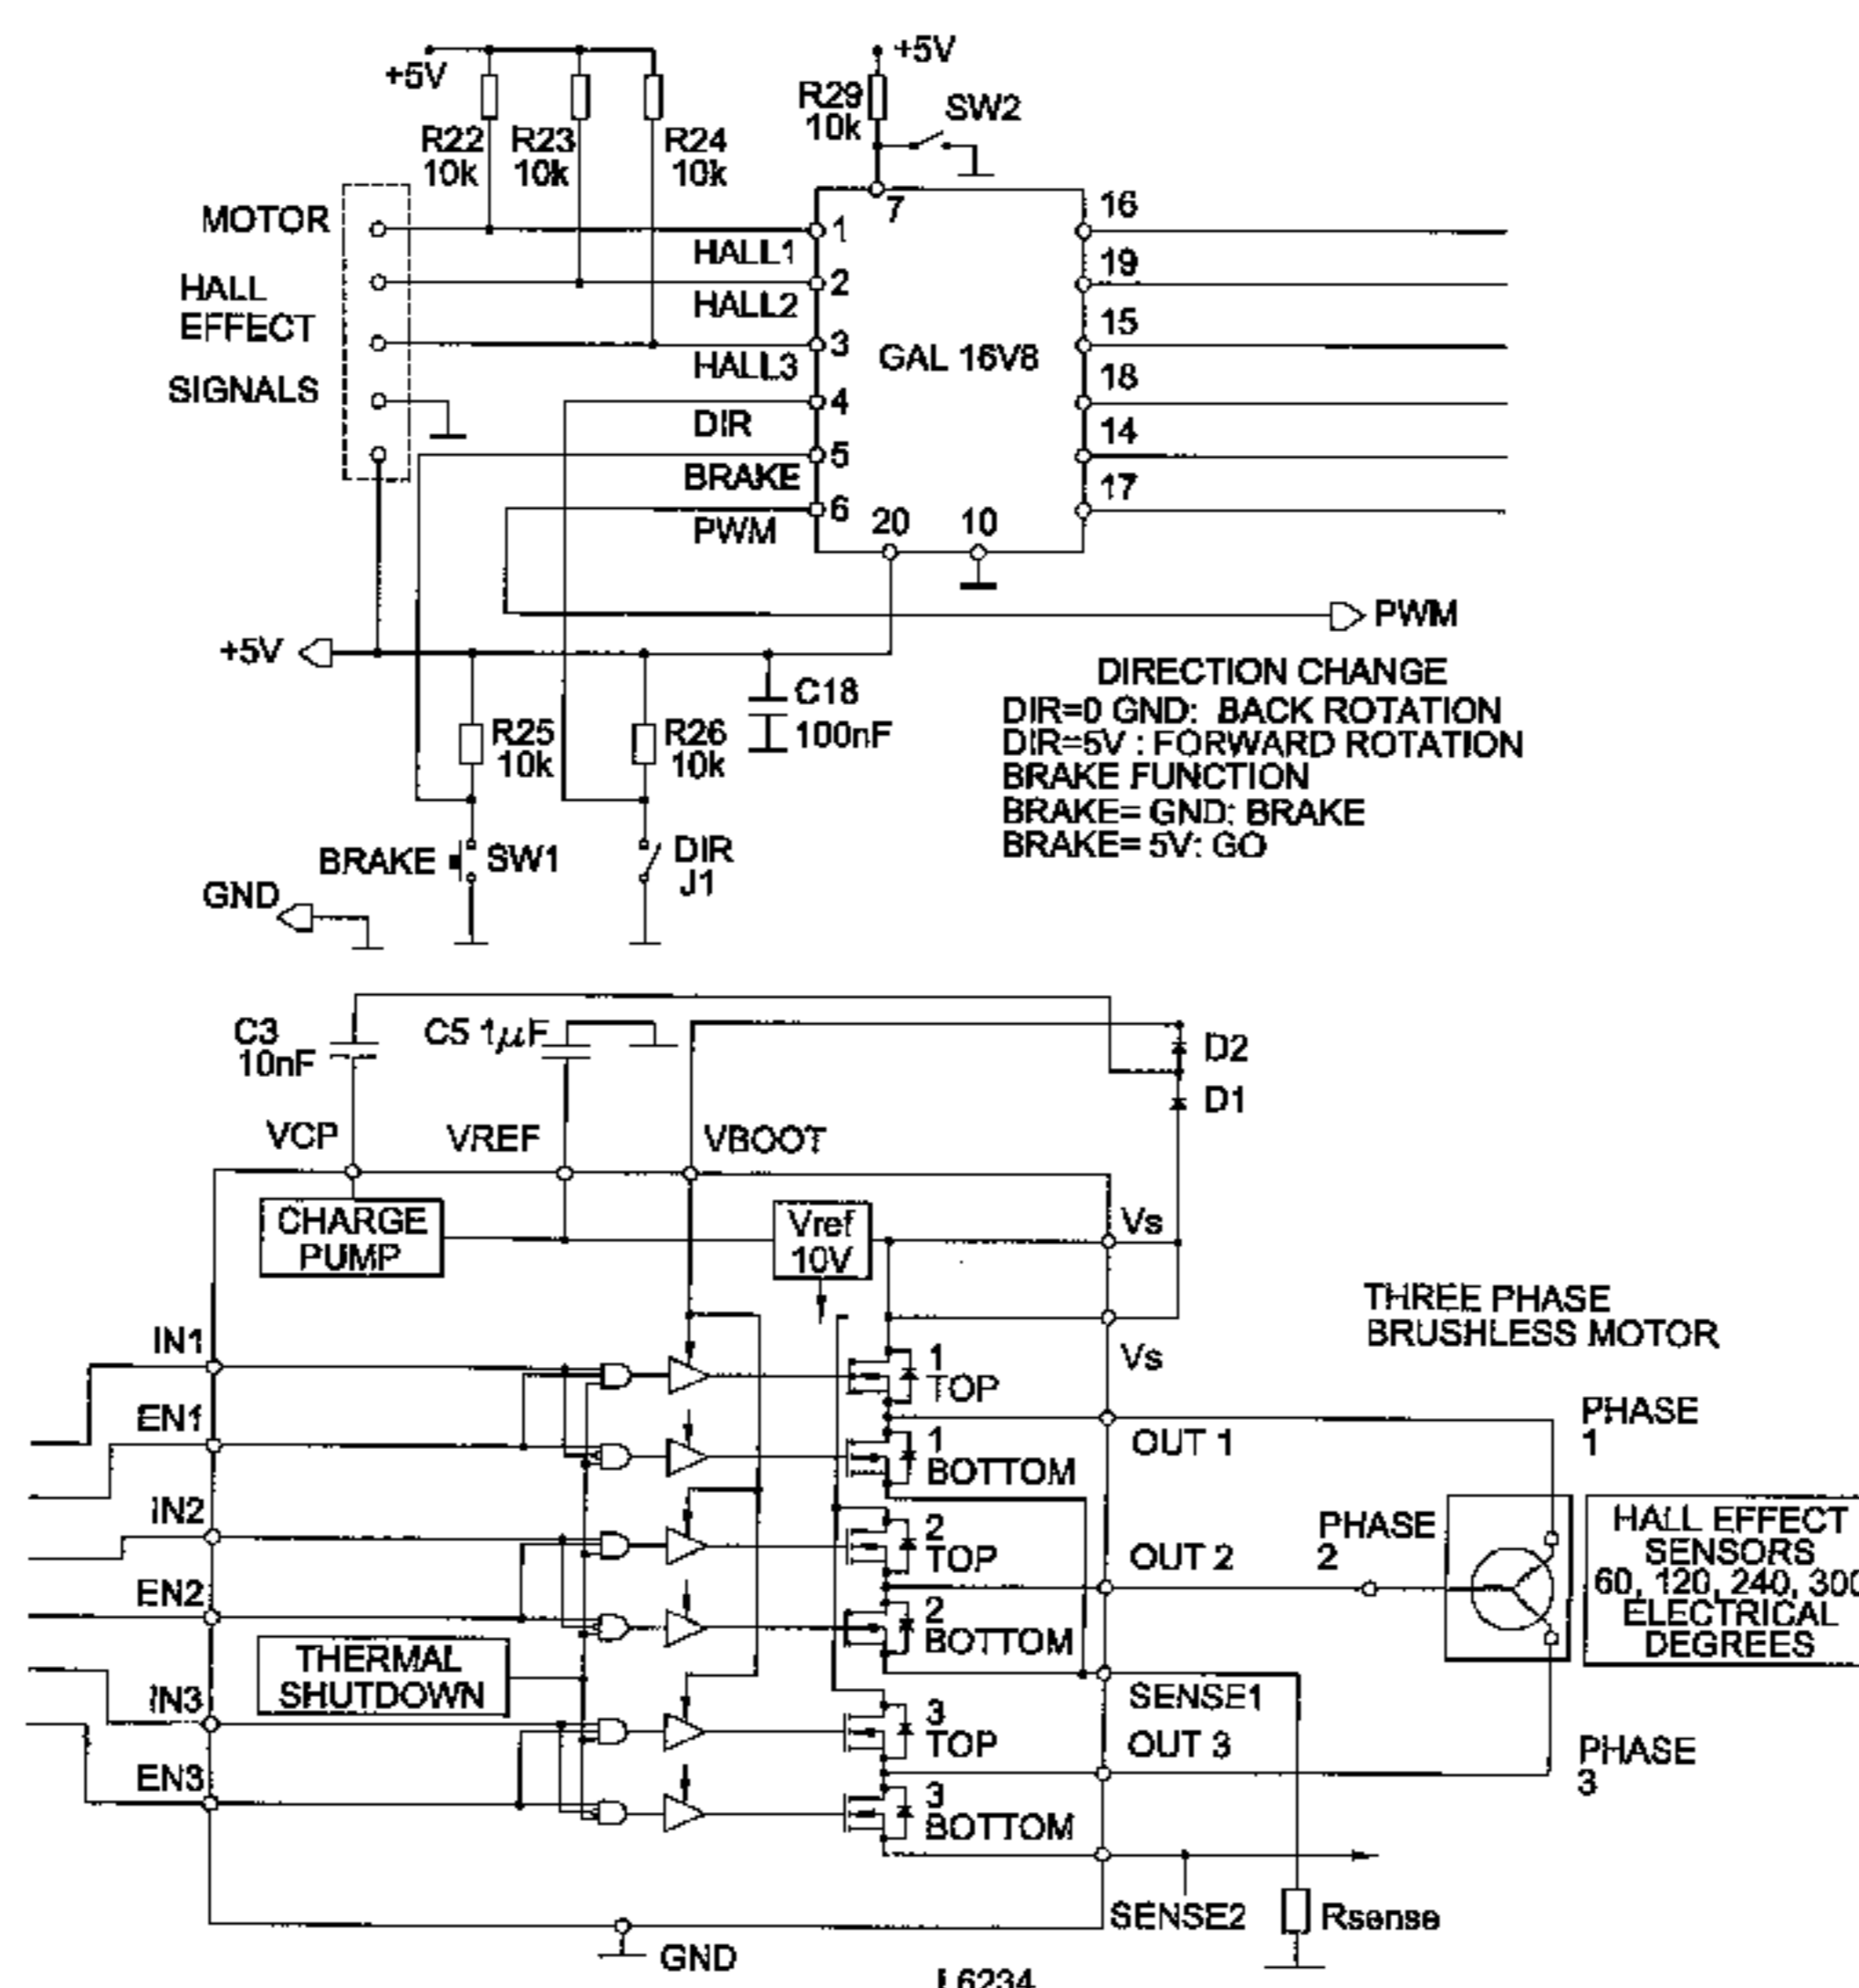 +5V
R22
10k
R23
10k
R24
10k
+5V
R29
10k
SW2
MOTOR
HALL
EFFECT
SIGNALS
7
1
HALL1
2
HALL2
3
HALL3
4
DIR
5
BRAKE
6
PWM
GAL 16V8
20
10
16
19
15
18
14
17
PWM
+5V
R25
10k
R26
10k
C18
100nF
DIRECTION CHANGE
DIR=0 GND: BACK ROTATION
DIR=5V : FORWARD ROTATION
BRAKE FUNCTION
BRAKE= GND: BRAKE
BRAKE= 5V: GO
BRAKE
SW1
DIR
J1
GND
C3
10nF
C5 1μF
D2
D1
VCP
VREF
VBOOT
CHARGE
PUMP
Vref
10V
Vs
Vs
THREE PHASE
BRUSHLESS MOTOR
IN1
EN1
IN2
EN2
THERMAL
SHUTDOWN
IN3
EN3
1
TOP
1
BOTTOM
2
TOP
2
BOTTOM
3
TOP
3
BOTTOM
OUT 1
OUT 2
SENSE1
OUT 3
PHASE
1
PHASE
2
PHASE
3
HALL EFFECT
SENSORS
60, 120, 240, 300
ELECTRICAL
DEGREES
SENSE2
Rsense
GND
L6234